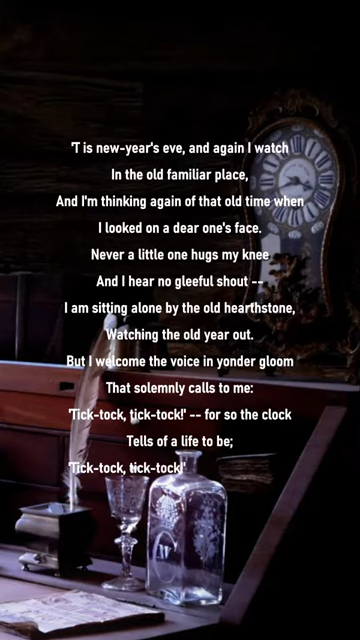 'T is new-year's eve, and again I watch
In the old familiar place,
And I'm thinking again of that old time when
I looked on a dear one's face.
Never a little one hugs my knee
And I hear no gleeful shout --
I am sitting alone by the old hearthstone,
Watching the old year out.
But I welcome the voice in yonder gloom
That solemnly calls to me:
'Tick-tock, tick-tock!' -- for so the clock
Tells of a life to be;
'Tick-tock, tick-tock!'